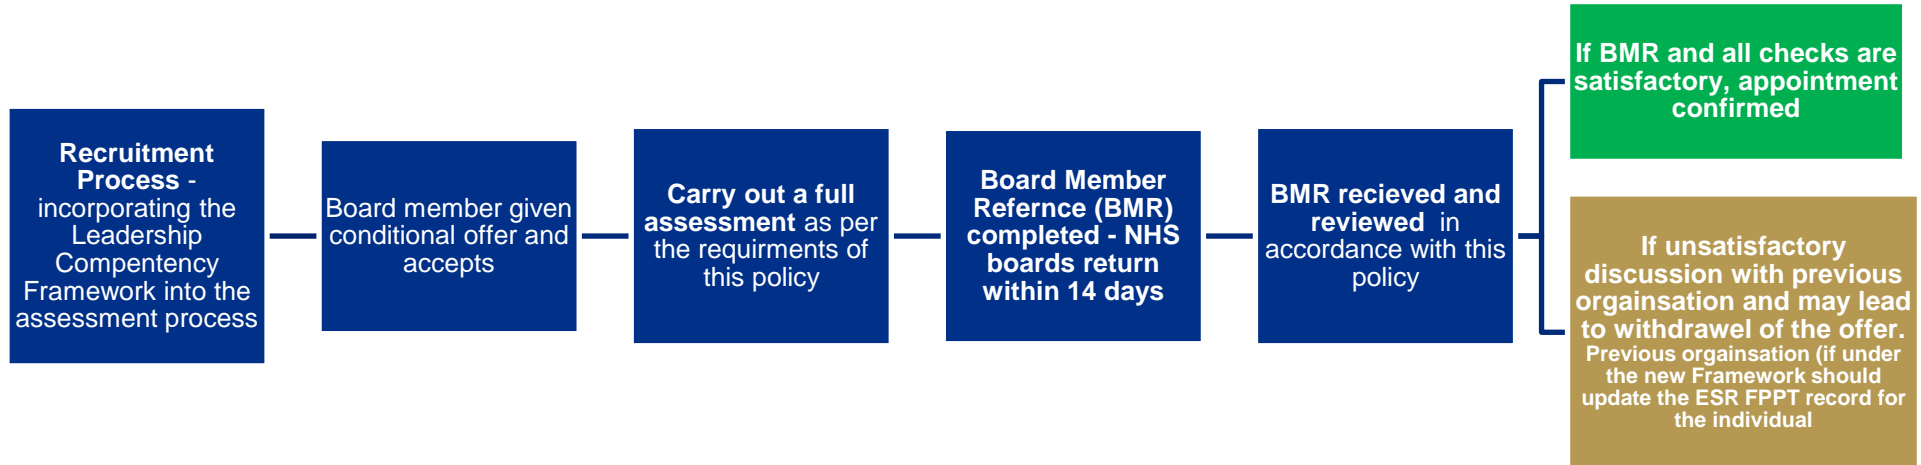 Recruitment
Process -
incorporating the
Leadership
Compentency
Framework into the
assessment process
Board member given
conditional offer and
accepts
Carry out a full
assessment as per
the requirments of
this policy
Board Member
Refernce (BMR)
completed - NHS
boards return
within 14 days
BMR recieved and
reviewed in
accordance with this
policy
If BMR and all checks are
satisfactory, appointment
confirmed
If unsatisfactory
discussion with previous
orgainsation and may lead
to withdrawel of the offer.
Previous orgainsation (if under
the new Framework should
update the ESR FPPT record for
the individual